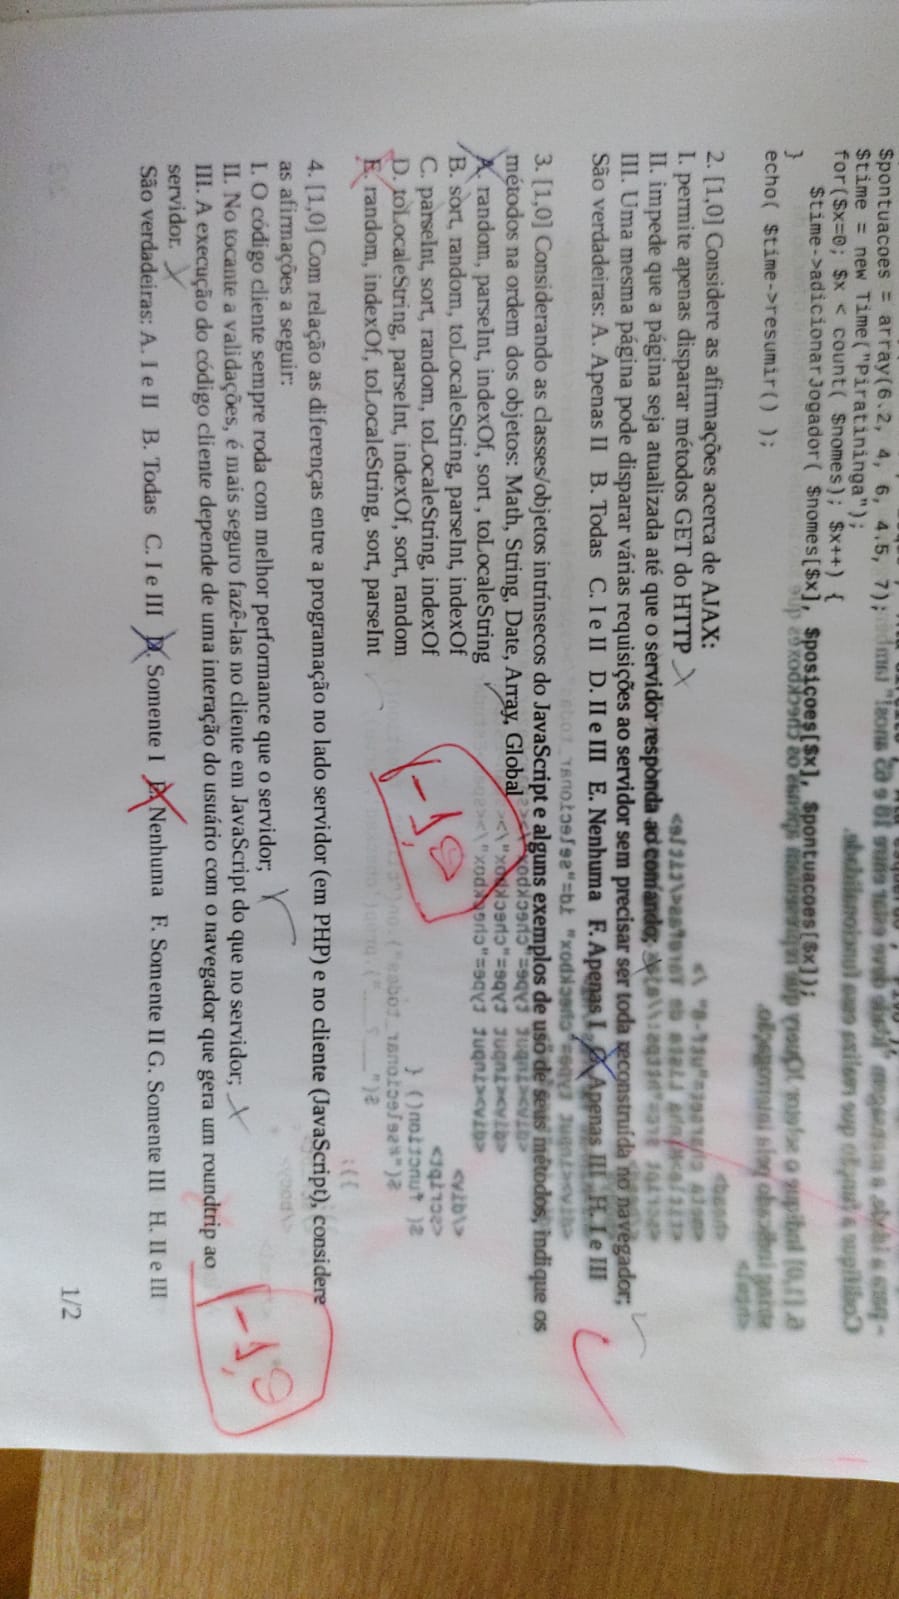 $pontuacoes = array(6.2, 4, 6, 4.5, 7);
$time = new Time("Piratininga");
for($x=0; $x < count( $nomes); $x++) {
$time->adicionarJogador( $nomes[$x], $posicoes[$x], $pontuacoes[$x]);
}
echo( $time->resumir() );
2. [1,0] Considere as afirmações acerca de AJAX:
I. permite apenas disparar métodos GET do HTTP
II. impede que a página seja atualizada até que o servidor responda ao comando;
III. Uma mesma página pode disparar várias requisições ao servidor sem precisar ser toda reconstruída no navegador;
São verdadeiras: A. Apenas II B. Todas C. I e II D. II e III E. Nenhuma F. Apenas I G. Apenas III H. I e III
3. [1,0] Considerando as classes/objetos intrínsecos do JavaScript e alguns exemplos de uso de seus métodos, indique os
métodos na ordem dos objetos: Math, String, Date, Array, Global
A. random, parseInt, indexOf, sort , toLocaleString
B. sort, random, toLocaleString, parseInt, indexOf
C. parseInt, sort, random, toLocaleString, indexOf
D. toLocaleString, parseInt, indexOf, sort, random
E. random, indexOf, toLocaleString, sort, parseInt
-1,0
4. [1,0] Com relação as diferenças entre a programação no lado servidor (em PHP) e no cliente (JavaScript), considere
as afirmações a seguir:
I. O código cliente sempre roda com melhor performance que o servidor;
II. No tocante a validações, é mais seguro fazê-las no cliente em JavaScript do que no servidor;
III. A execução do código cliente depende de uma interação do usuário com o navegador que gera um roundtrip ao
servidor.
São verdadeiras: A. I e II B. Todas C. I e III D. Somente I E. Nenhuma F. Somente II G. Somente III H. II e III
-1,0
1/2